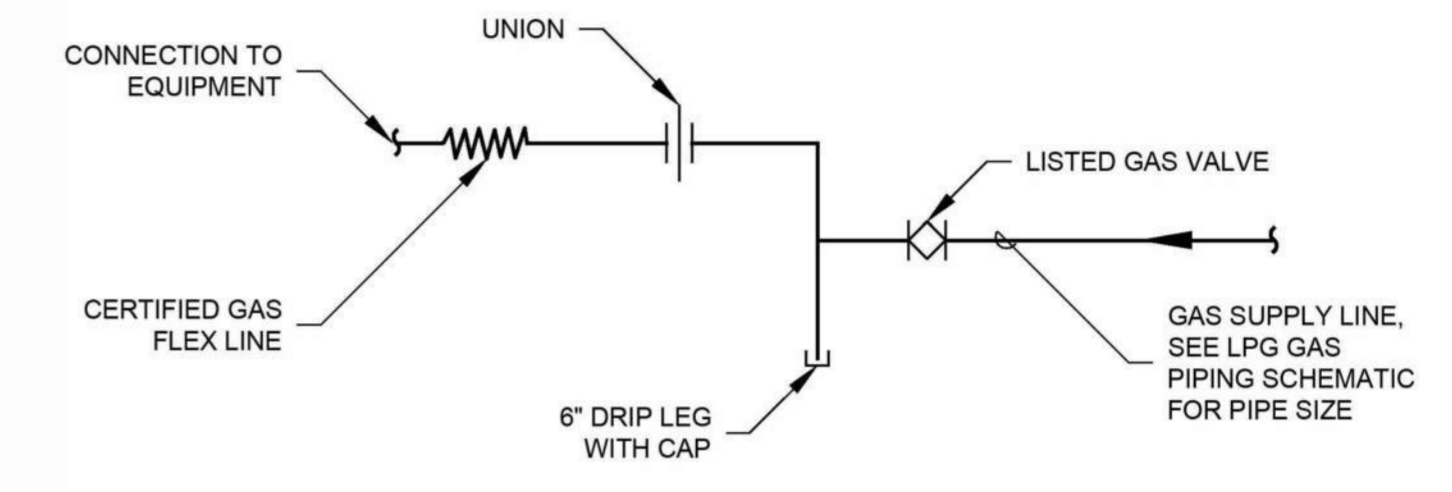 UNION
CONNECTION TO
EQUIPMENT
LISTED GAS VALVE
CERTIFIED GAS
FLEX LINE
GAS SUPPLY LINE,
SEE LPG GAS
PIPING SCHEMATIC
FOR PIPE SIZE
6" DRIP LEG
WITH CAP